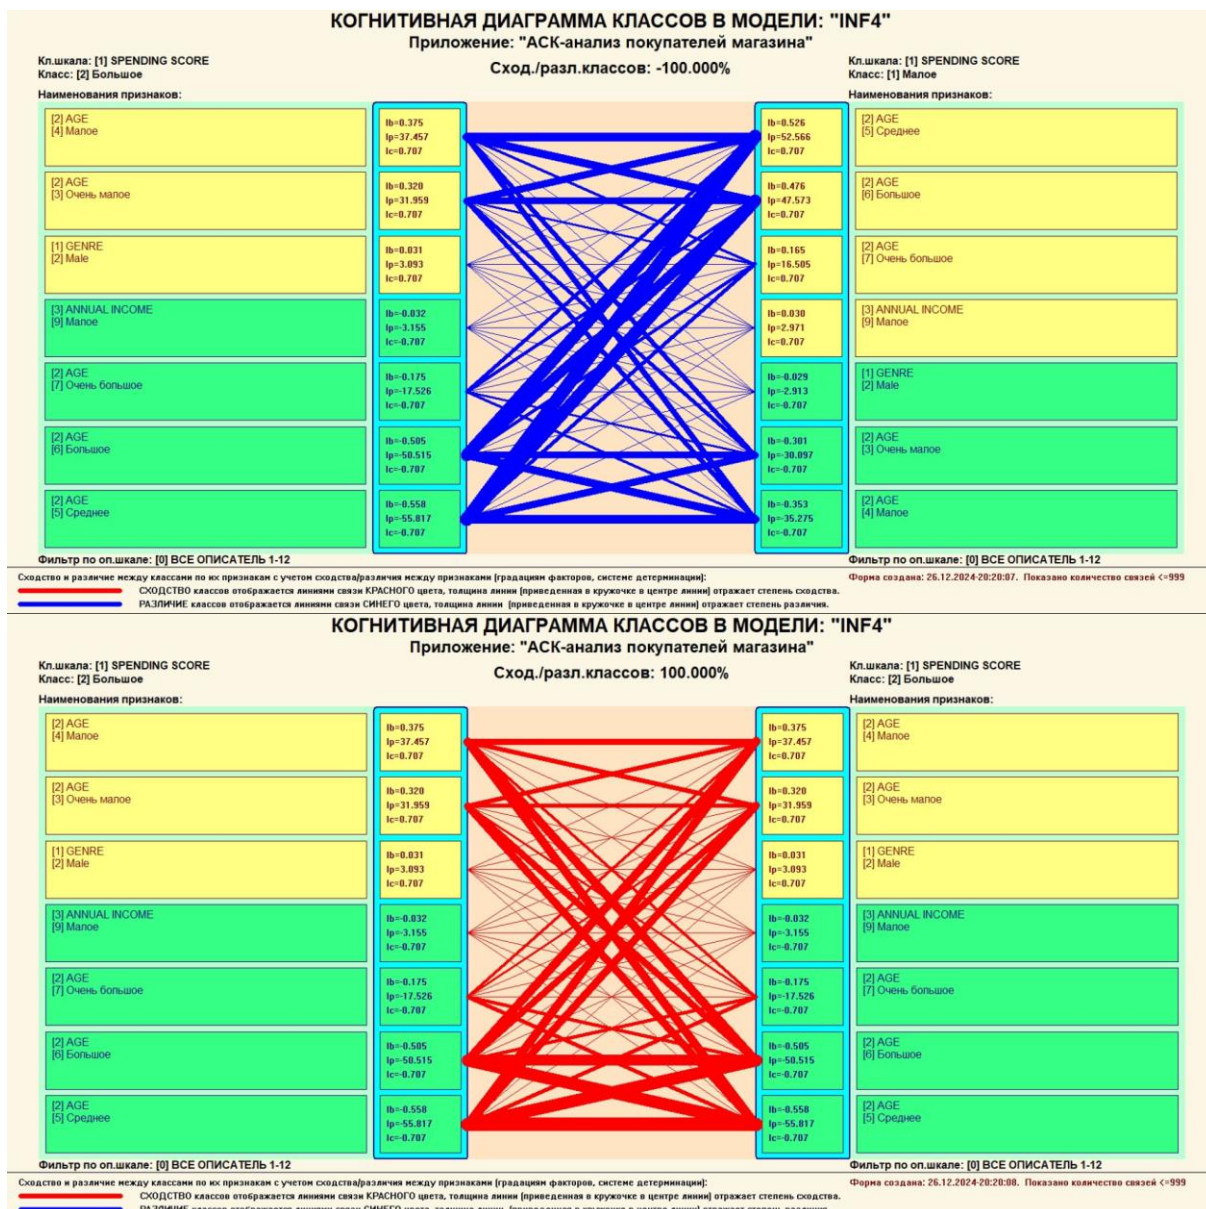 КОГНИТИВНАЯ ДИАГРАММА КЛАССОВ В МОДЕЛИ: "INF4"
Приложение: "АСК-анализ покупателей магазина"
Кл.шкала: [1] SPENDING SCORE
Класс: [2] Большое
Сход./разл.классов: -100.000%
Кл.шкала: [1] SPENDING SCORE
Класс: [1] Малое
Наименования признаков:
Наименования признаков:
[2] AGE
[4] Малое
Ib=0.375
Ip=37.457
Ic=0.707
Ib=0.526
Ip=52.566
Ic=0.707
[2] AGE
[5] Среднее
[2] AGE
[3] Очень малое
Ib=0.320
Ip=31.959
Ic=0.707
Ib=0.476
Ip=47.573
Ic=0.707
[2] AGE
[6] Большое
[1] GENRE
[2] Male
Ib=0.031
Ip=3.093
Ic=0.707
Ib=0.165
Ip=16.505
Ic=0.707
[2] AGE
[7] Очень большое
[3] ANNUAL INCOME
[9] Малое
Ib=-0.032
Ip=-3.155
Ic=-0.707
Ib=0.030
Ip=2.971
Ic=0.707
[3] ANNUAL INCOME
[9] Малое
[2] AGE
[7] Очень большое
Ib=-0.175
Ip=-17.526
Ic=-0.707
Ib=-0.029
Ip=-2.913
Ic=-0.707
[1] GENRE
[2] Male
[2] AGE
[6] Большое
Ib=-0.505
Ip=-50.515
Ic=-0.707
Ib=-0.301
Ip=-30.097
Ic=-0.707
[2] AGE
[3] Очень малое
[2] AGE
[5] Среднее
Ib=-0.558
Ip=-55.817
Ic=-0.707
Ib=-0.353
Ip=-35.275
Ic=-0.707
[2] AGE
[4] Малое
Фильтр по оп.шкале: [0] ВСЕ ОПИСАТЕЛЬ 1-12
Фильтр по оп.шкале: [0] ВСЕ ОПИСАТЕЛЬ 1-12
Сходство и различие между классами по их признакам с учетом сходства/различия между признаками (градациям факторов, системе детерминации):
Форма создана: 26.12.2024-20:20:07. Показано количество связей <=999
СХОДСТВО классов отображается линиями связи КРАСНОГО цвета, толщина линии (приведенная в кружочке в центре линии) отражает степень сходства.
РАЗЛИЧИЕ классов отображается линиями связи СИНЕГО цвета, толщина линии (приведенная в кружочке в центре линии) отражает степень различия.
КОГНИТИВНАЯ ДИАГРАММА КЛАССОВ В МОДЕЛИ: "INF4"
Приложение: "АСК-анализ покупателей магазина"
Кл.шкала: [1] SPENDING SCORE
Класс: [2] Большое
Сход./разл.классов: 100.000%
Кл.шкала: [1] SPENDING SCORE
Класс: [2] Большое
Наименования признаков:
Наименования признаков:
[2] AGE
[4] Малое
Ib=0.375
Ip=37.457
Ic=0.707
Ib=0.375
Ip=37.457
Ic=0.707
[2] AGE
[4] Малое
[2] AGE
[3] Очень малое
Ib=0.320
Ip=31.959
Ic=0.707
Ib=0.320
Ip=31.959
Ic=0.707
[2] AGE
[3] Очень малое
[1] GENRE
[2] Male
Ib=0.031
Ip=3.093
Ic=0.707
Ib=0.031
Ip=3.093
Ic=0.707
[1] GENRE
[2] Male
[3] ANNUAL INCOME
[9] Малое
Ib=-0.032
Ip=-3.155
Ic=-0.707
Ib=-0.032
Ip=-3.155
Ic=-0.707
[3] ANNUAL INCOME
[9] Малое
[2] AGE
[7] Очень большое
Ib=-0.175
Ip=-17.526
Ic=-0.707
Ib=-0.175
Ip=-17.526
Ic=-0.707
[2] AGE
[7] Очень большое
[2] AGE
[6] Большое
Ib=-0.505
Ip=-50.515
Ic=-0.707
Ib=-0.505
Ip=-50.515
Ic=-0.707
[2] AGE
[6] Большое
[2] AGE
[5] Среднее
Ib=-0.558
Ip=-55.817
Ic=-0.707
Ib=-0.558
Ip=-55.817
Ic=-0.707
[2] AGE
[5] Среднее
Фильтр по оп.шкале: [0] ВСЕ ОПИСАТЕЛЬ 1-12
Фильтр по оп.шкале: [0] ВСЕ ОПИСАТЕЛЬ 1-12
Сходство и различие между классами по их признакам с учетом сходства/различия между признаками (градациям факторов, системе детерминации):
Форма создана: 26.12.2024-20:20:08. Показано количество связей <=999
СХОДСТВО классов отображается линиями связи КРАСНОГО цвета, толщина линии (приведенная в кружочке в центре линии) отражает степень сходства.